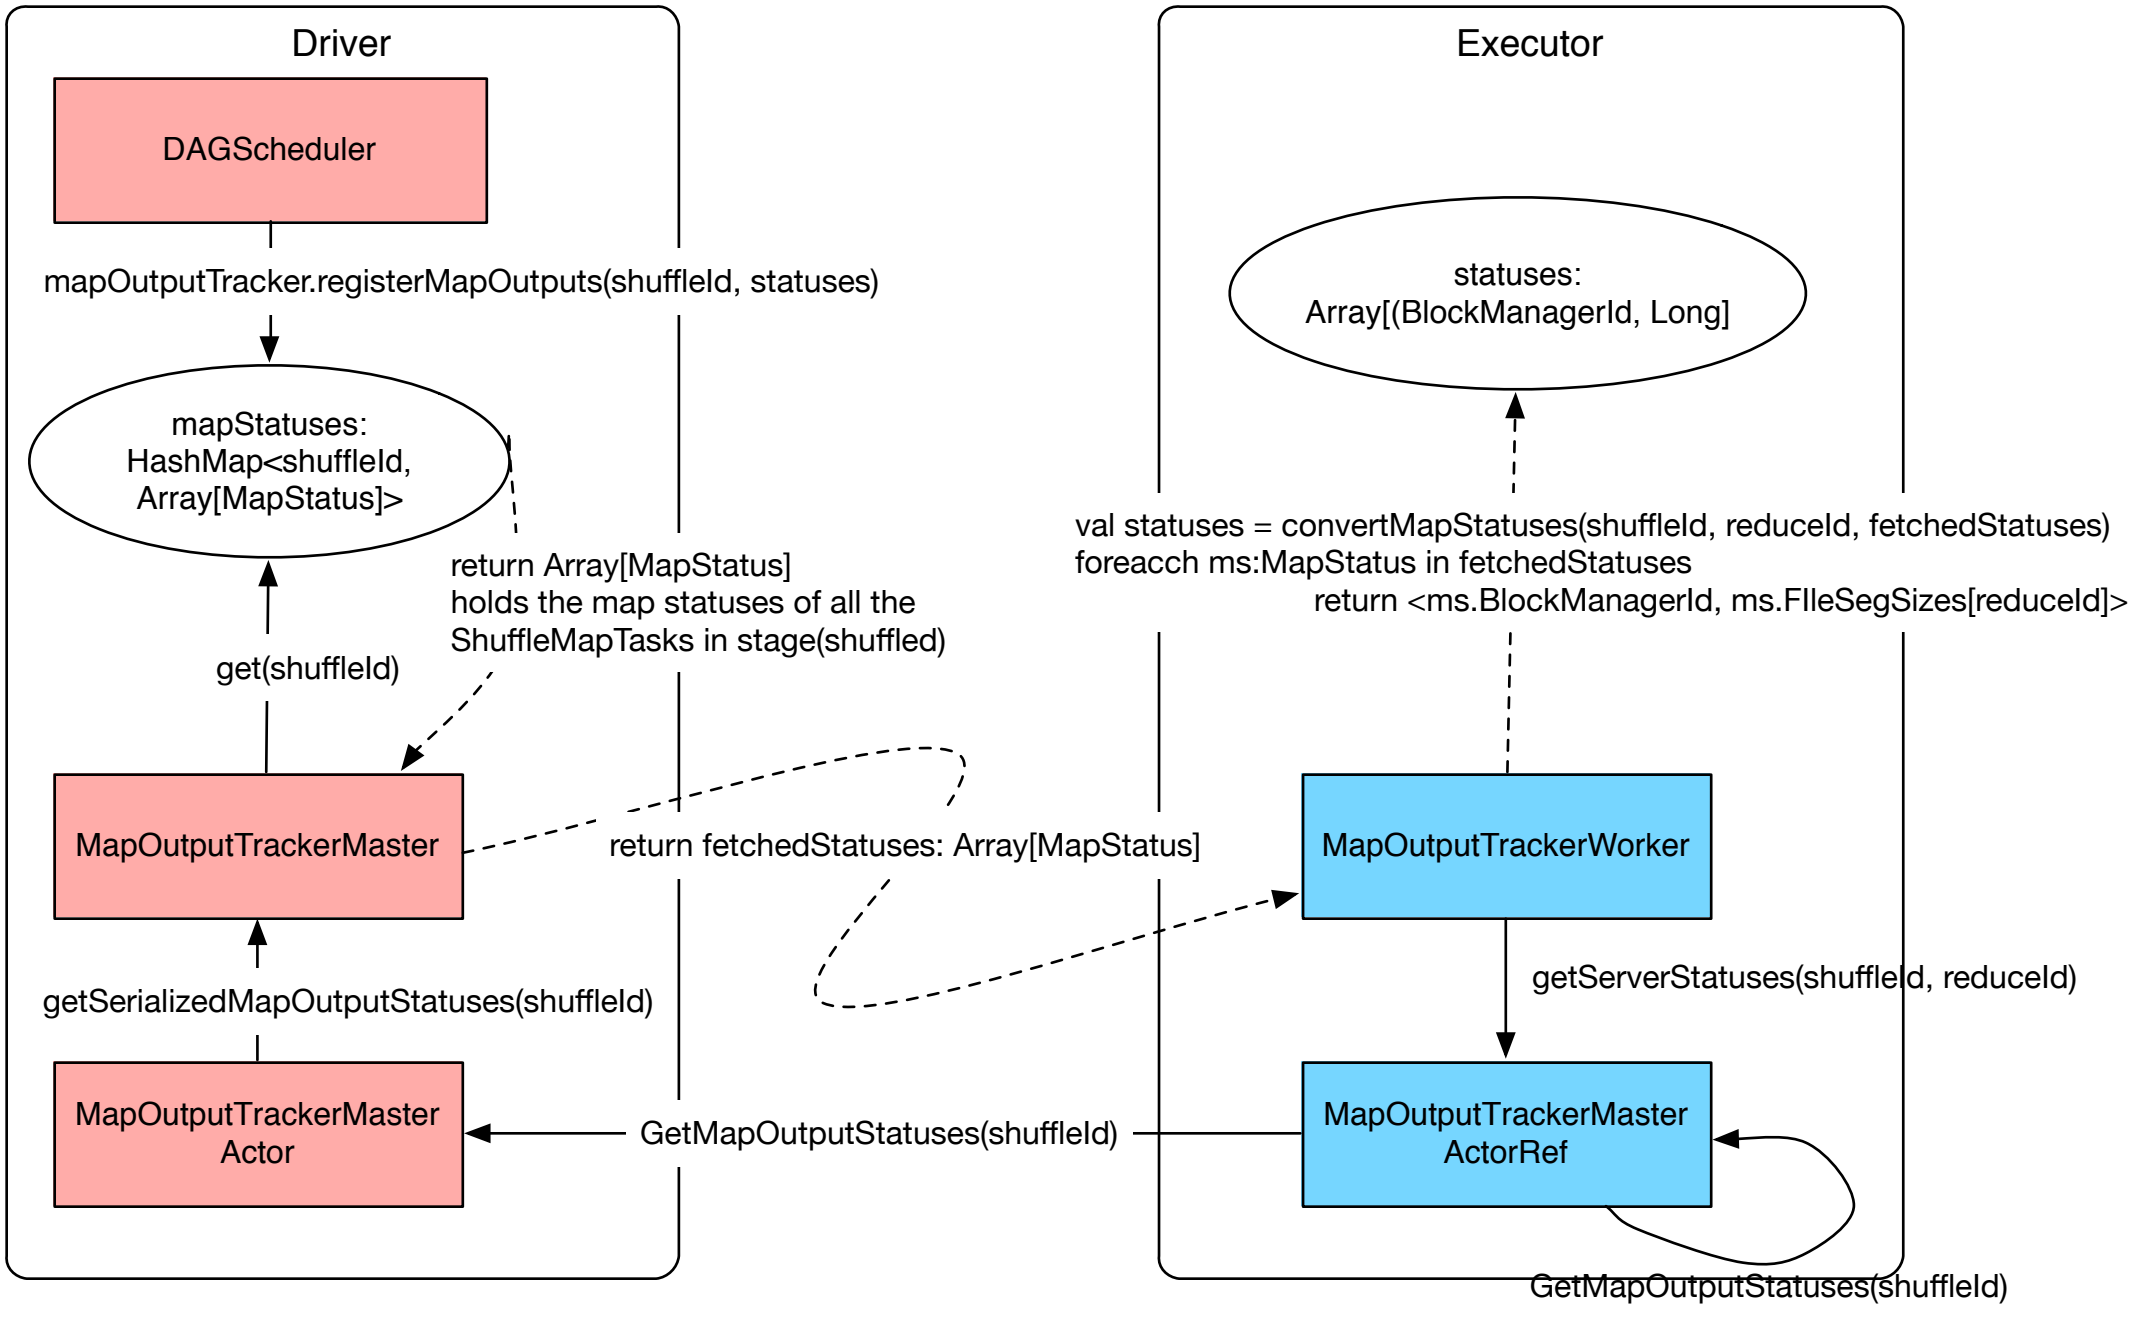 Driver
DAGScheduler
mapOutputTracker.registerMapOutputs(shuffleId, statuses)
mapStatuses:
HashMap<shuffleId,
Array[MapStatus]>
return Array[MapStatus]
holds the map statuses of all the
ShuffleMapTasks in stage(shuffled)
get(shuffleId)
MapOutputTrackerMaster
return fetchedStatuses: Array[MapStatus]
getSerializedMapOutputStatuses(shuffleId)
MapOutputTrackerMaster
Actor
GetMapOutputStatuses(shuffleId)
Executor
statuses:
Array[(BlockManagerId, Long]
val statuses = convertMapStatuses(shuffleId, reduceId, fetchedStatuses)
foreacch ms:MapStatus in fetchedStatuses
return <ms.BlockManagerId, ms.FIleSegSizes[reduceId]>
MapOutputTrackerWorker
getServerStatuses(shuffleId, reduceId)
MapOutputTrackerMaster
ActorRef
GetMapOutputStatuses(shuffleId)